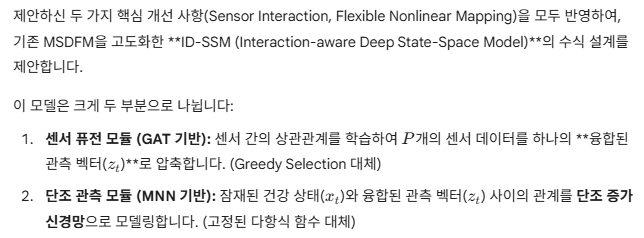 제안하신 두 가지 핵심 개선 사항(Sensor Interaction, Flexible Nonlinear Mapping)을 모두 반영하여,
기존 MSDFM을 고도화한 **ID-SSM (Interaction-aware Deep State-Space Model)**의 수식 설계를
제안합니다.
이 모델은 크게 두 부분으로 나뉩니다:
1. 센서 퓨전 모듈 (GAT 기반): 센서 간의 상관관계를 학습하여 P개의 센서 데이터를 하나의 **융합된
관측 벡터(z_t)**로 압축합니다. (Greedy Selection 대체)
2. 단조 관측 모듈 (MNN 기반): 잠재된 건강 상태(x_t)와 융합된 관측 벡터(z_t) 사이의 관계를 단조 증가
신경망으로 모델링합니다. (고정된 다항식 함수 대체)